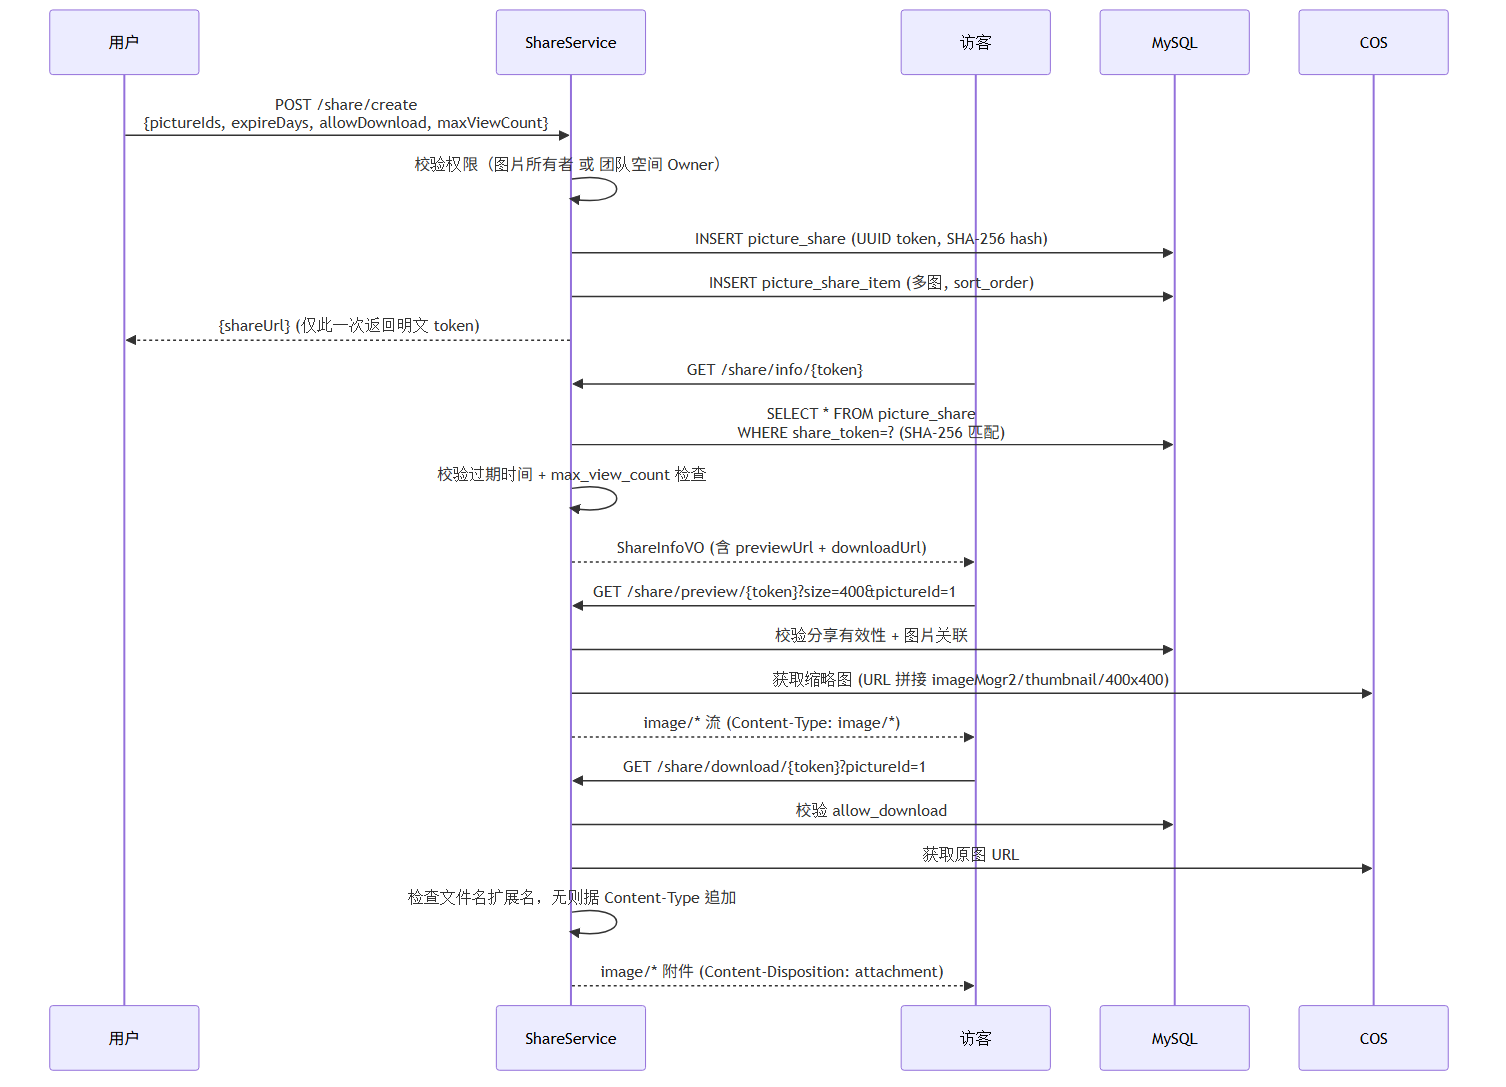 用户
ShareService
访客
MySQL
COS
POST /share/create
{pictureIds, expireDays, allowDownload, maxViewCount}
校验权限（图片所有者 或 团队空间 Owner）
INSERT picture_share (UUID token, SHA-256 hash)
INSERT picture_share_item (多图, sort_order)
{shareUrl} (仅此一次返回明文 token)
GET /share/info/{token}
SELECT * FROM picture_share
WHERE share_token=? (SHA-256 匹配)
校验过期时间 + max_view_count 检查
ShareInfoVO (含 previewUrl + downloadUrl)
GET /share/preview/{token}?size=400&pictureId=1
校验分享有效性 + 图片关联
获取缩略图 (URL 拼接 imageMogr2/thumbnail/400x400)
image/* 流 (Content-Type: image/*)
GET /share/download/{token}?pictureId=1
校验 allow_download
获取原图 URL
检查文件名扩展名，无则据 Content-Type 追加
image/* 附件 (Content-Disposition: attachment)
用户
ShareService
访客
MySQL
COS